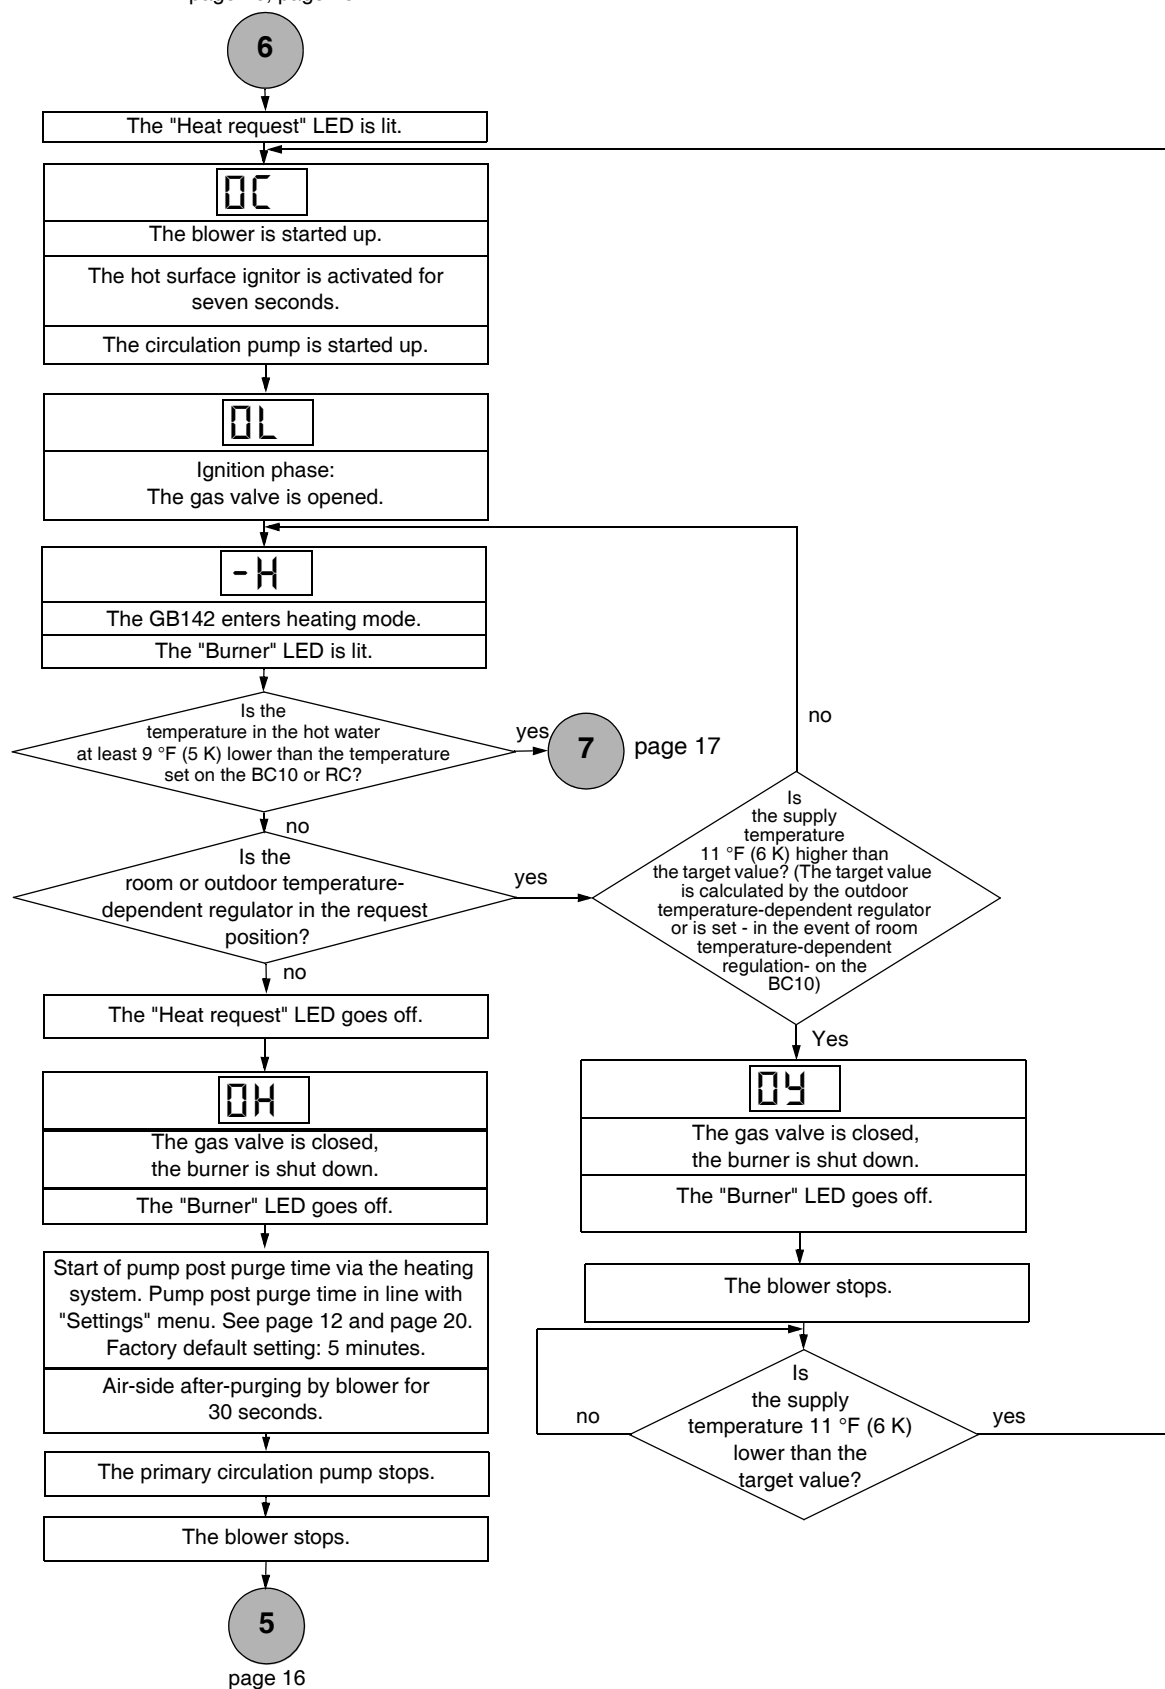 6
The "Heat request" LED is lit.
0C
The blower is started up.
The hot surface ignitor is activated for
seven seconds.
The circulation pump is started up.
0L
Ignition phase:
The gas valve is opened.
-H
The GB142 enters heating mode.
The "Burner" LED is lit.
Is the
temperature in the hot water
at least 9 °F (5 K) lower than the temperature
set on the BC10 or RC?
yes
7
page 17
no
Is the
room or outdoor temperature-
dependent regulator in the request
position?
yes
no
Is
the supply
temperature
11 °F (6 K) higher than
the target value? (The target value
is calculated by the outdoor
temperature-dependent regulator
or is set - in the event of room
temperature-dependent
regulation- on the
BC10)
no
Yes
The "Heat request" LED goes off.
0H
The gas valve is closed,
the burner is shut down.
The "Burner" LED goes off.
Start of pump post purge time via the heating
system. Pump post purge time in line with
"Settings" menu. See page 12 and page 20.
Factory default setting: 5 minutes.
Air-side after-purging by blower for
30 seconds.
The primary circulation pump stops.
The blower stops.
5
page 16
0Y
The gas valve is closed,
the burner is shut down.
The "Burner" LED goes off.
The blower stops.
Is
the supply
temperature 11 °F (6 K)
lower than the
target value?
no
yes